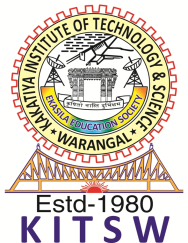 KAKATIYA INSTITUTE OF TECHNOLOGY & SCIENCE
WARANGAL
EKASILA EDUCATION SOCIETY
Estd-1980
KITSW